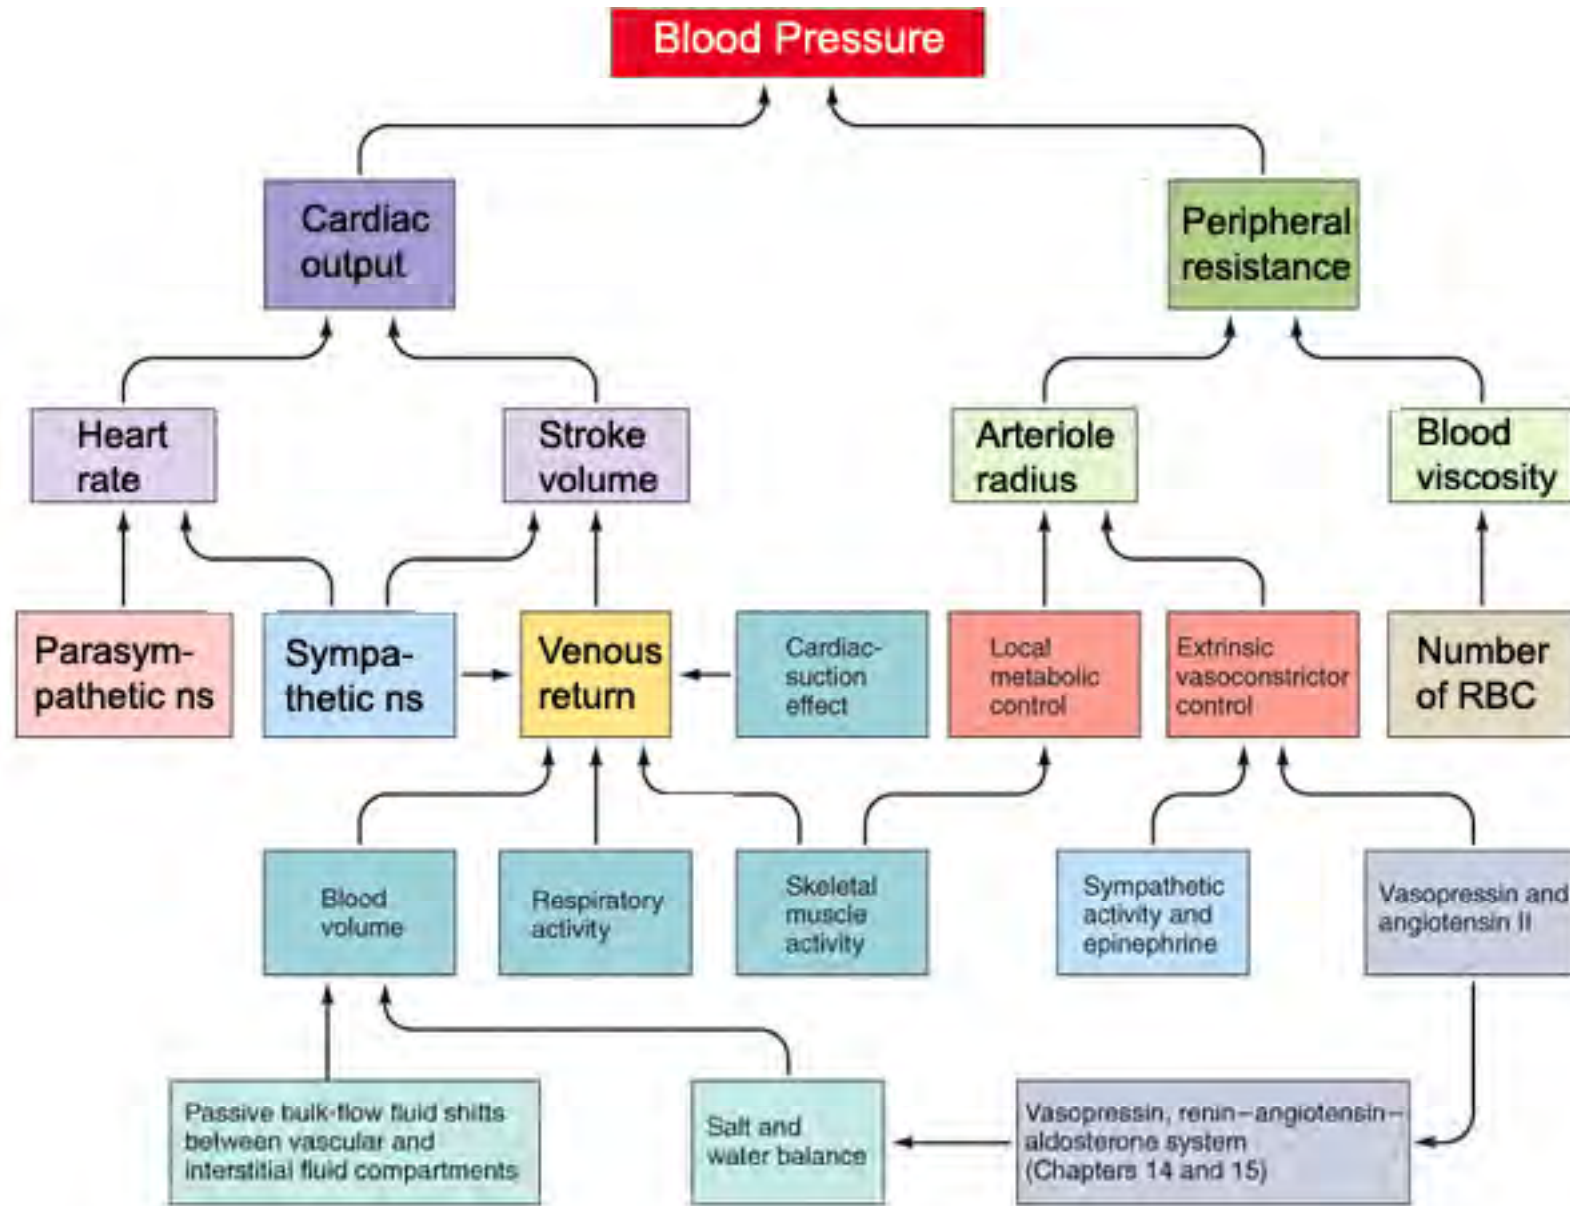 Blood Pressure
Cardiac
output
Peripheral
resistance
Heart
rate
Stroke
volume
Arteriole
radius
Blood
viscosity
Parasym-
pathetic ns
Sympa-
thetic ns
Venous
return
Cardiac-
suction
effect
Local
metabolic
control
Extrinsic
vasoconstrictor
control
Number
of RBC
Blood
volume
Respiratory
activity
Skeletal
muscle
activity
Sympathetic
activity and
epinephrine
Vasopressin and
angiotensin II
Passive bulk-flow fluid shifts
between vascular and
interstitial fluid compartments
Salt and
water balance
Vasopressin, renin–angiotensin–
aldosterone system
(Chapters 14 and 15)